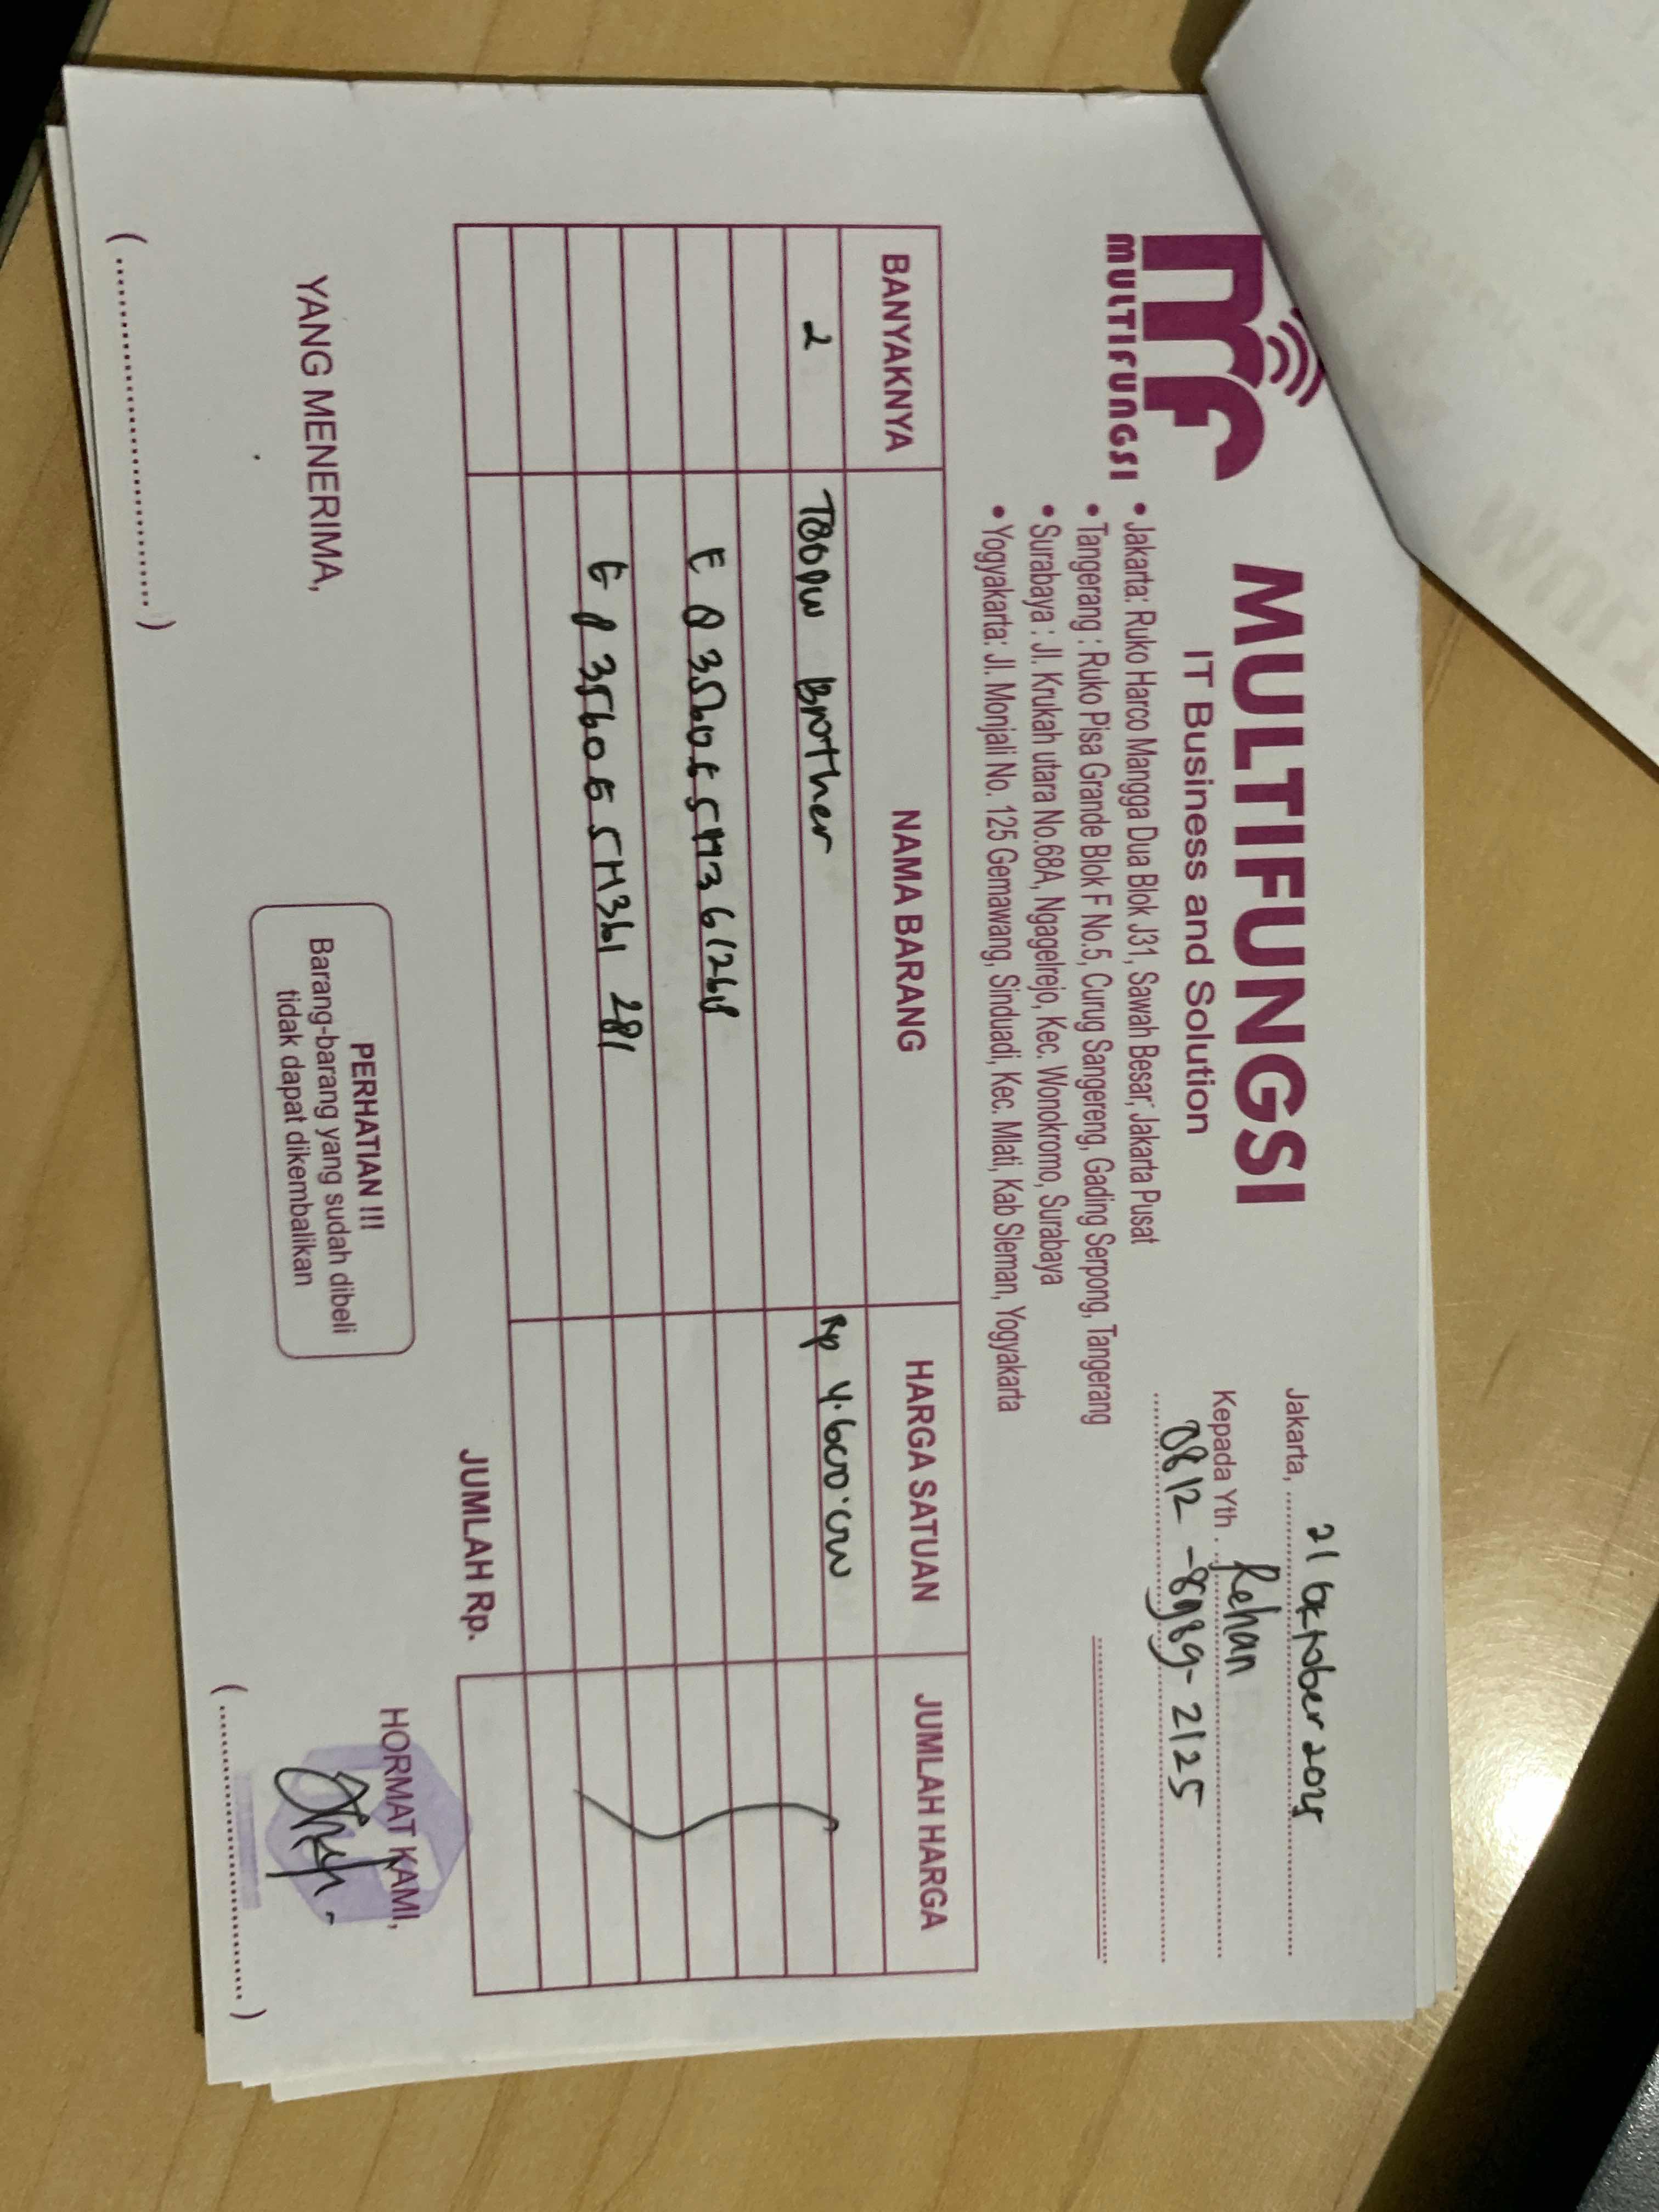 MULTIFUNGSI
IT Business and Solution
mf
MULTIFUNGSI
• Jakarta: Ruko Harco Mangga Dua Blok J31, Sawah Besar, Jakarta Pusat
• Tangerang : Ruko Pisa Grande Blok F No.5, Curug Sangereng, Gading Serpong, Tangerang
• Surabaya : Jl. Krukah utara No.68A, Ngagelrejo, Kec. Wonokromo, Surabaya
• Yogyakarta: Jl. Monjali No. 125 Gemawang, Sinduadi, Kec. Mlati, Kab Sleman, Yogyakarta
Jakarta, 21 Oktober 2025
Kepada Yth. Rehan
0812-8989-2125
BANYAKNYA NAMA BARANG HARGA SATUAN JUMLAH HARGA
2 T80DW Brother Rp 4.600.000
JUMLAH Rp.
YANG MENERIMA,
PERHATIAN !!!
Barang-barang yang sudah dibeli
tidak dapat dikembalikan
HORMAT KAMI,